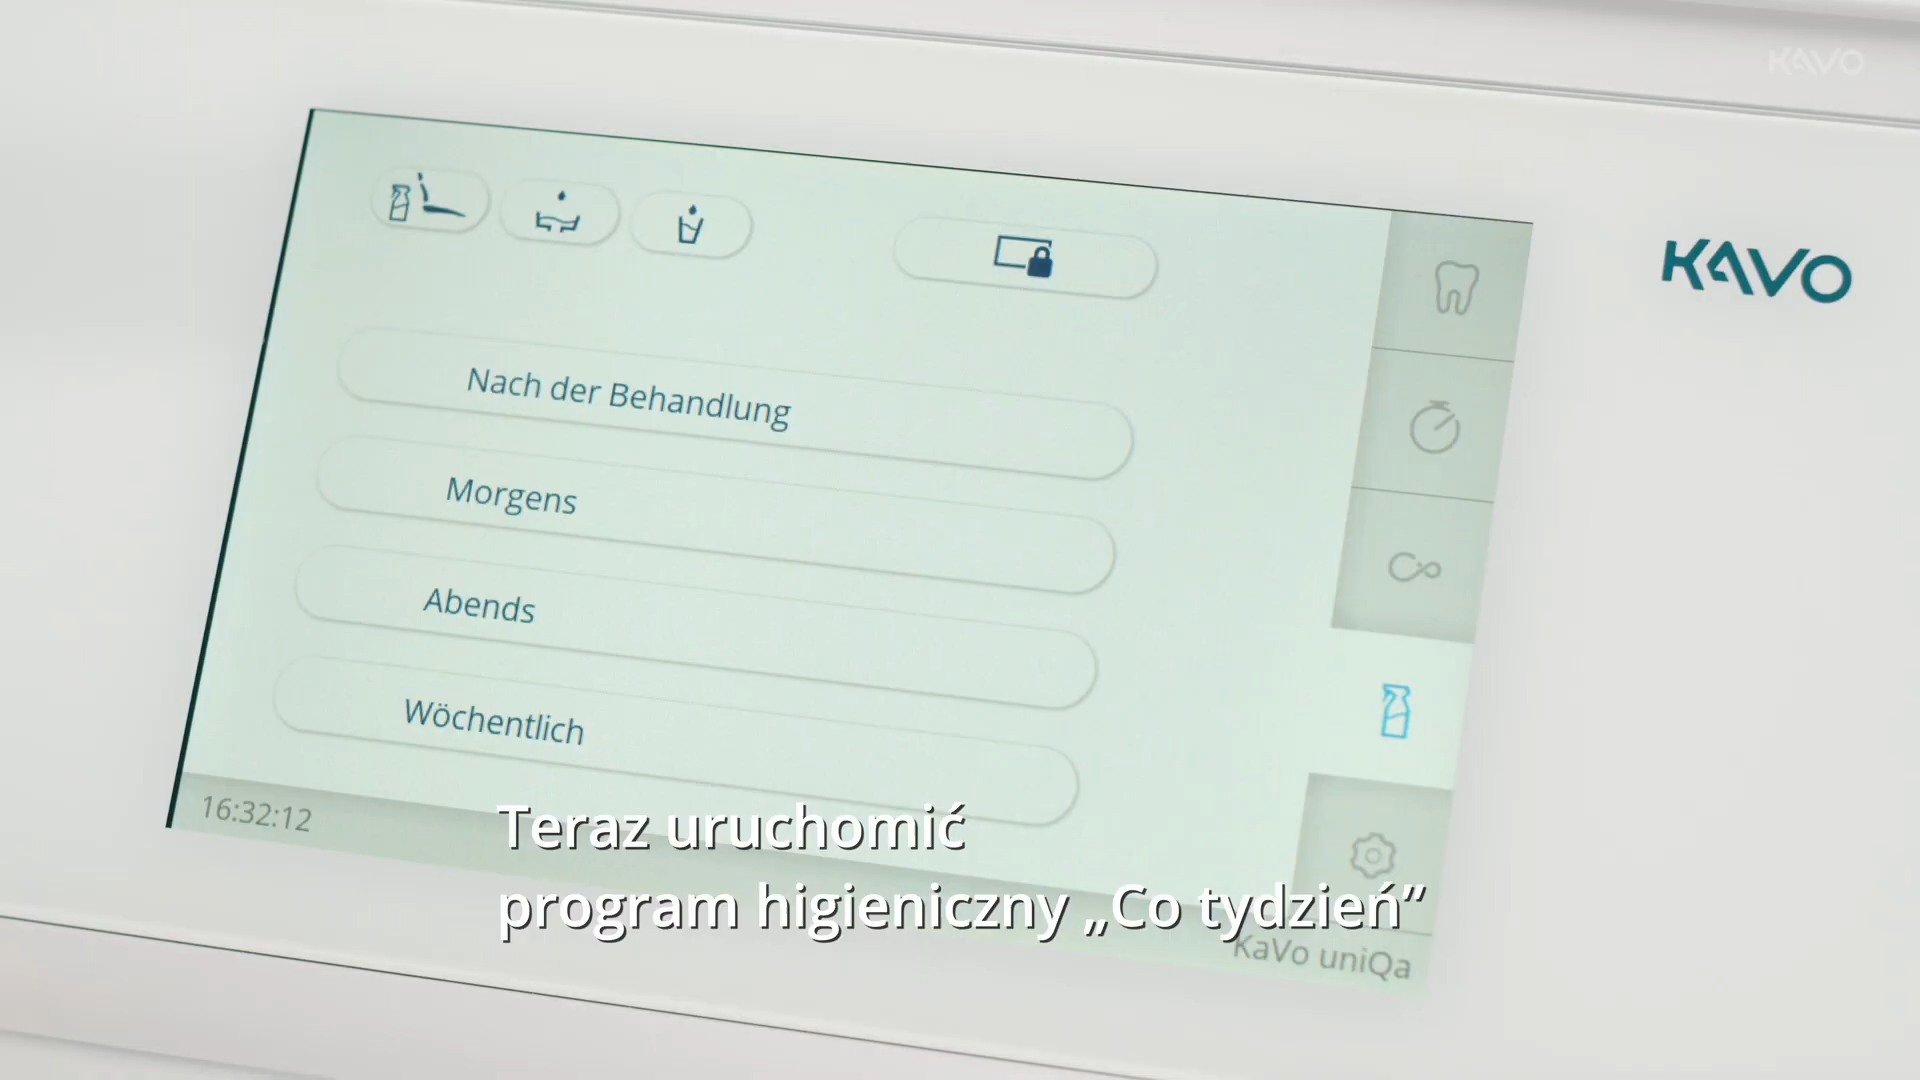 KAVO
KAVO
Nach der Behandlung
Morgens
Abends
Wöchentlich
16:32:12
Teraz uruchomić
program higieniczny „Co tydzień”
KaVo uniQa